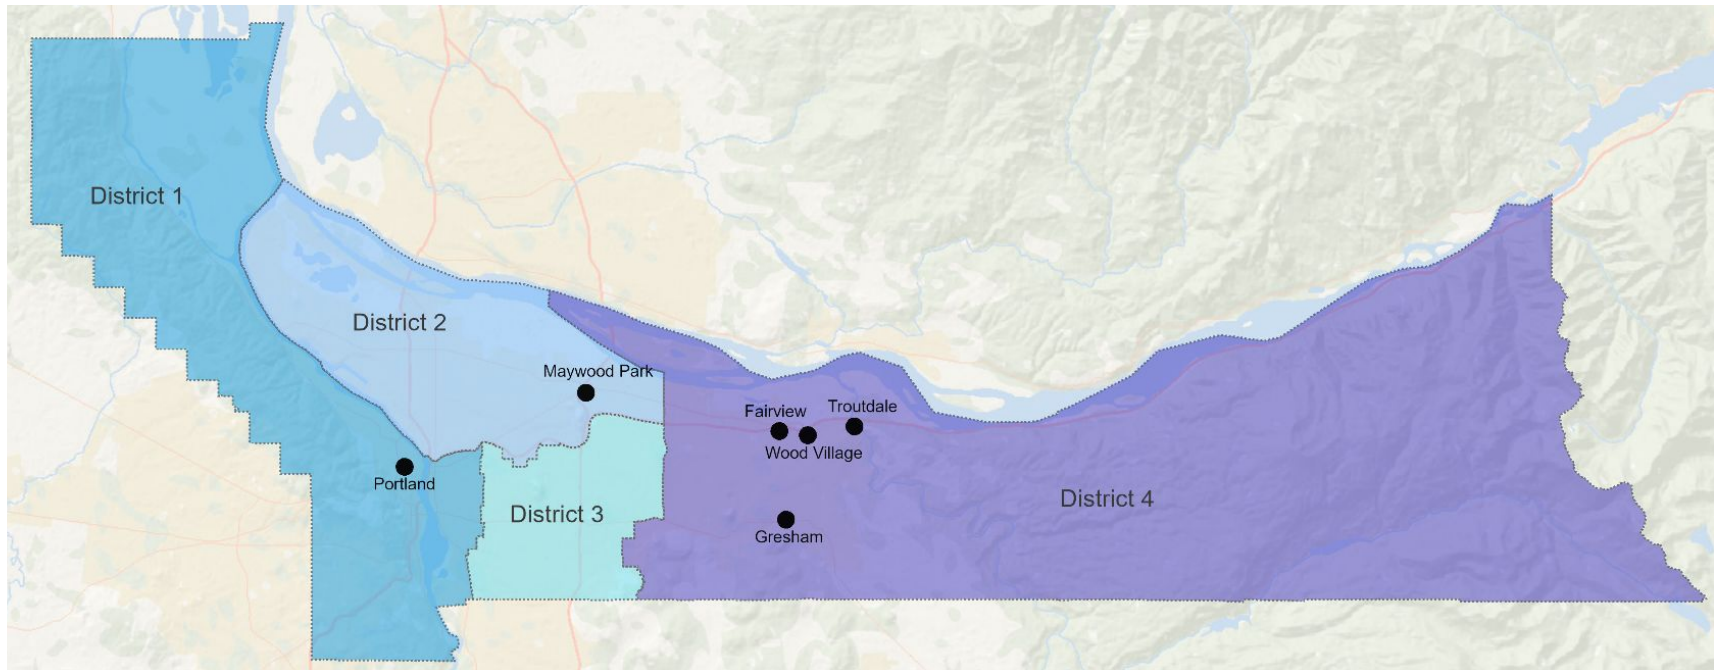 District 1
District 2
Maywood Park
Fairview
Troutdale
Wood Village
Portland
District 3
District 4
Gresham